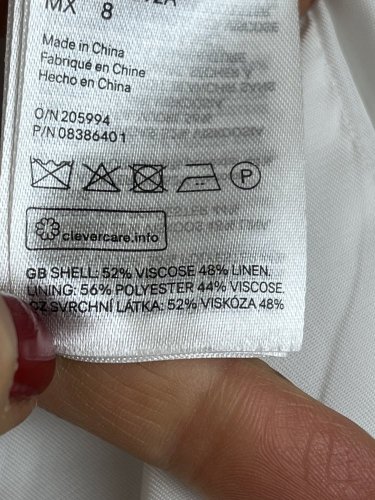 MX 8
Made in China
Fabriqué en Chine
Hecho en China
O/N 205994
P/N 08386401
P
clevercare.info
GB SHELL: 52% VISCOSE 48% LINEN.
LINING: 56% POLYESTER 44% VISCOSE.
CZ SVRCHNÍ LÁTKA: 52% VISKÓZA 48%